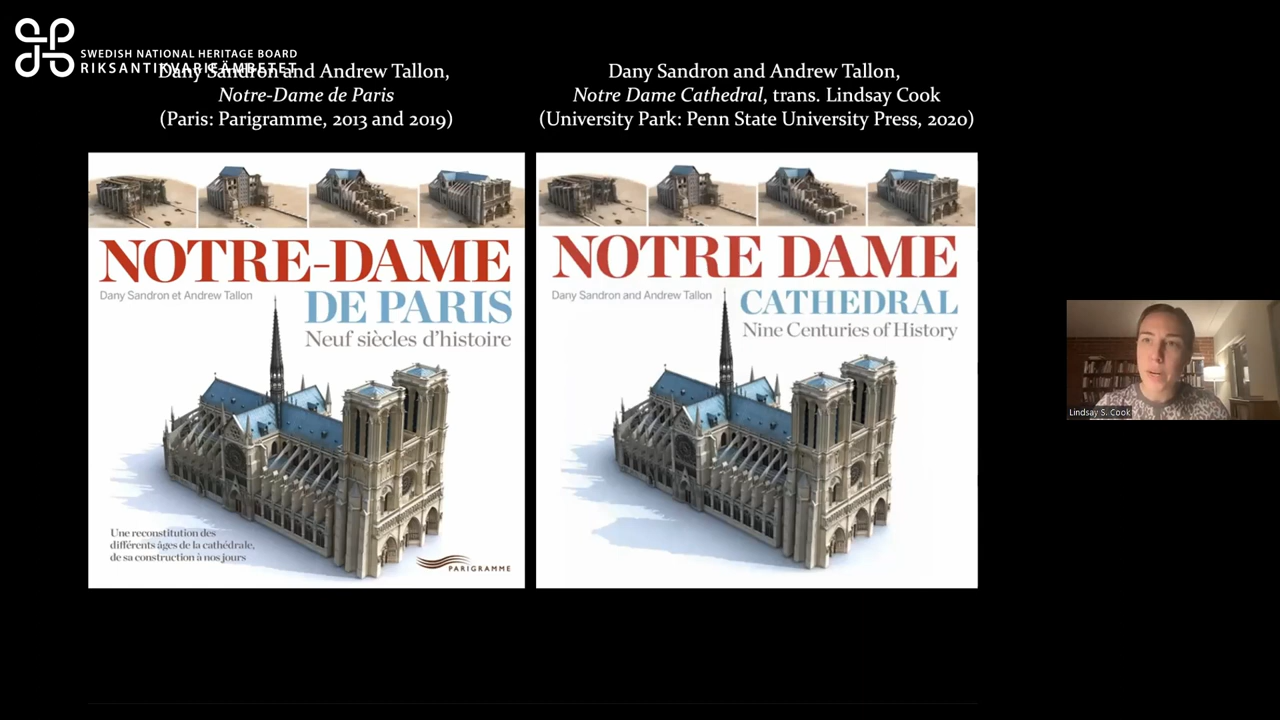 SWEDISH NATIONAL HERITAGE BOARD
RIKSANTIKVARIEÄMBETET
Dany Sandron and Andrew Tallon,
Notre-Dame de Paris
(Paris: Parigramme, 2013 and 2019)
Dany Sandron and Andrew Tallon,
Notre Dame Cathedral, trans. Lindsay Cook
(University Park: Penn State University Press, 2020)
NOTRE-DAME
Dany Sandron et Andrew Tallon
DE PARIS
Neuf siècles d'histoire
Une reconstitution des
différents âges de la cathédrale,
de sa construction à nos jours
PARIGRAMME
NOTRE DAME
Dany Sandron and Andrew Tallon
CATHEDRAL
Nine Centuries of History
Lindsay S. Cook